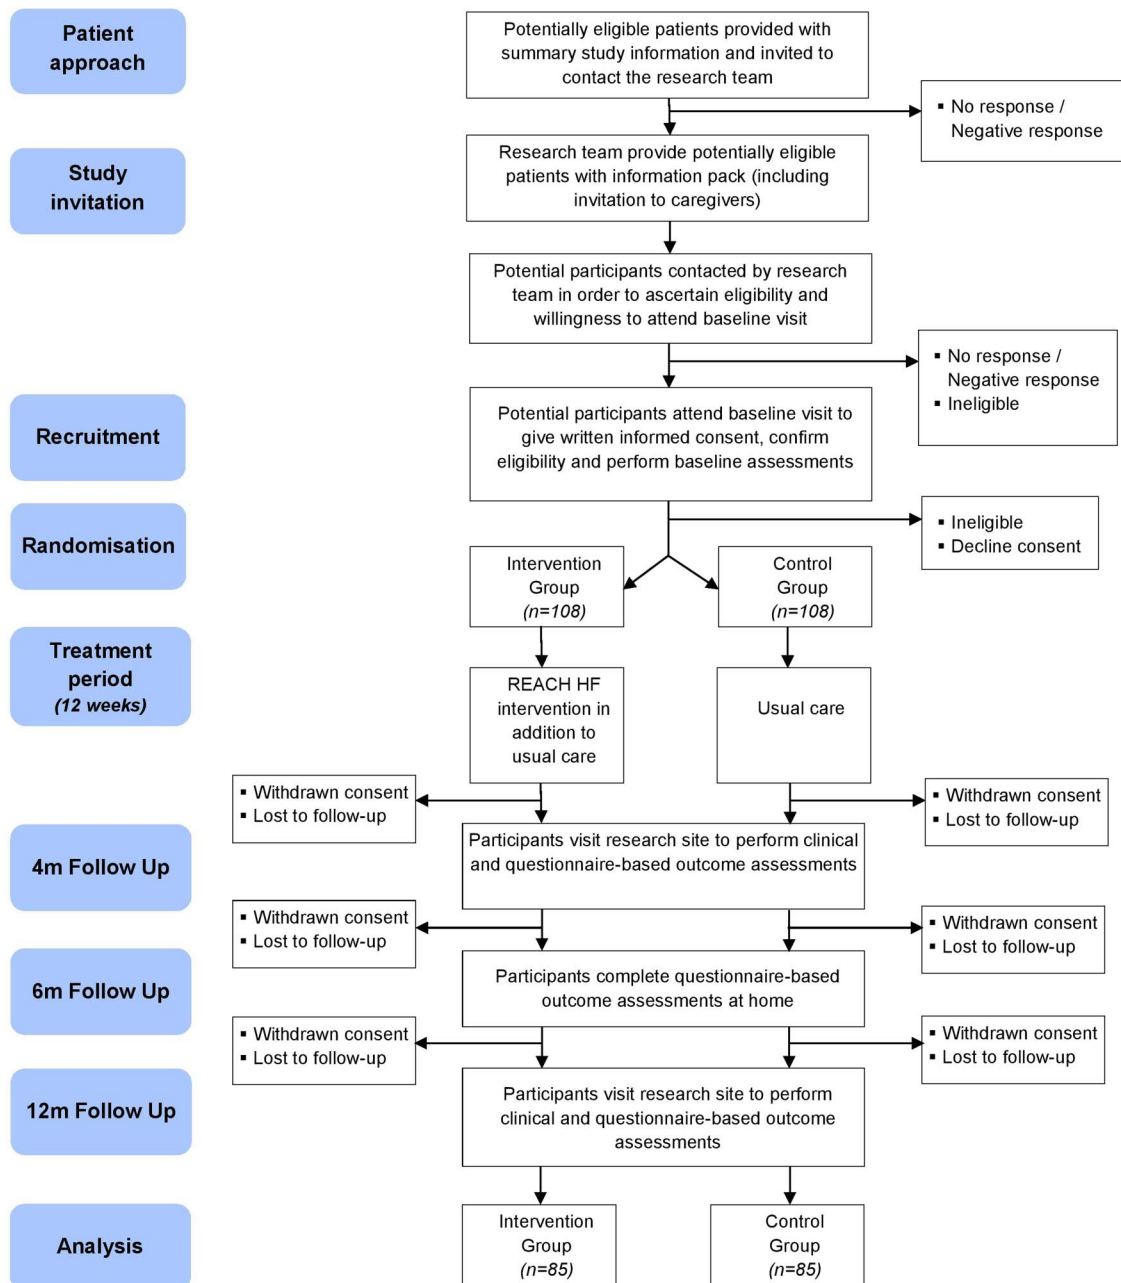 Patient
approach
Potentially eligible patients provided with
summary study information and invited to
contact the research team
▪ No response /
Negative response
Study
invitation
Research team provide potentially eligible
patients with information pack (including
invitation to caregivers)
Potential participants contacted by research
team in order to ascertain eligibility and
willingness to attend baseline visit
▪ No response /
Negative response
▪ Ineligible
Recruitment
Potential participants attend baseline visit to
give written informed consent, confirm
eligibility and perform baseline assessments
Randomisation
▪ Ineligible
▪ Decline consent
Intervention
Group
(n=108)
Control
Group
(n=108)
Treatment
period
(12 weeks)
REACH HF
intervention in
addition to
usual care
Usual care
▪ Withdrawn consent
▪ Lost to follow-up
▪ Withdrawn consent
▪ Lost to follow-up
4m Follow Up
Participants visit research site to perform clinical
and questionnaire-based outcome assessments
▪ Withdrawn consent
▪ Lost to follow-up
▪ Withdrawn consent
▪ Lost to follow-up
6m Follow Up
Participants complete questionnaire-based
outcome assessments at home
▪ Withdrawn consent
▪ Lost to follow-up
▪ Withdrawn consent
▪ Lost to follow-up
12m Follow Up
Participants visit research site to perform
clinical and questionnaire-based outcome
assessments
Analysis
Intervention
Group
(n=85)
Control
Group
(n=85)